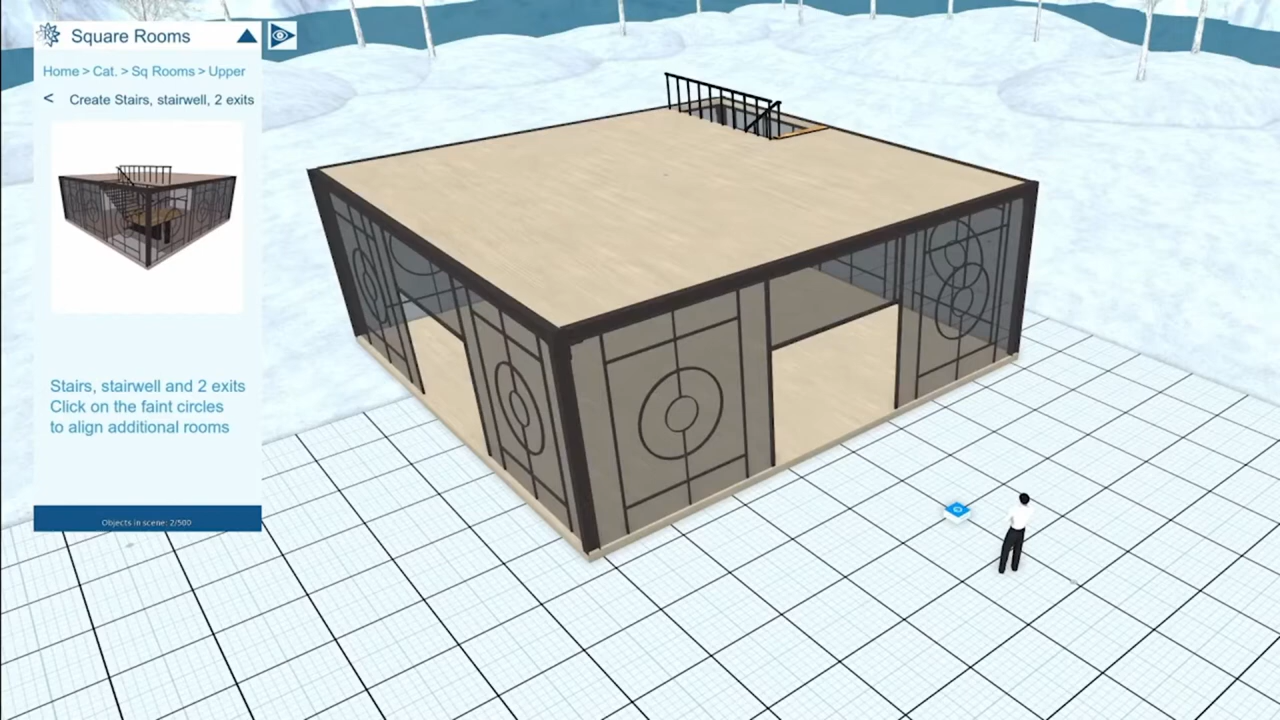 Square Rooms
Home > Cat. > Sq Rooms > Upper
< Create Stairs, stairwell, 2 exits
Stairs, stairwell and 2 exits
Click on the faint circles
to align additional rooms
Objects in scene: 2/500